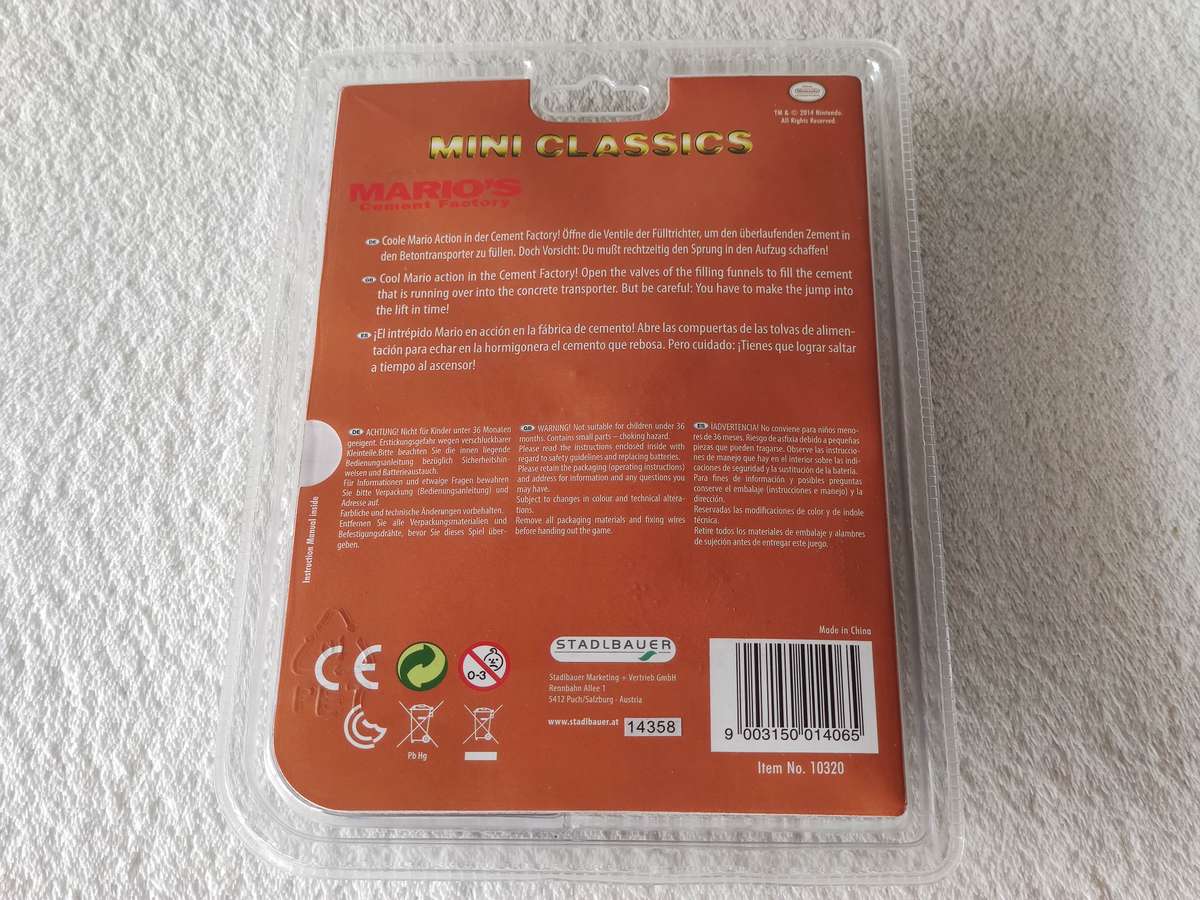 TM & © 2014 Nintendo.
All Rights Reserved.
MINI CLASSICS
MARIO'S
Cement Factory
DE Coole Mario Action in der Cement Factory! Öffne die Ventile der Fülltrichter, um den überlaufenden Zement in
den Betontransporter zu füllen. Doch Vorsicht: Du mußt rechtzeitig den Sprung in den Aufzug schaffen!
GB Cool Mario action in the Cement Factory! Open the valves of the filling funnels to fill the cement
that is running over into the concrete transporter. But be careful: You have to make the jump into
the lift in time!
ES ¡El intrépido Mario en acción en la fábrica de cemento! Abre las compuertas de las tolvas de alimen-
tación para echar en la hormigonera el cemento que rebosa. Pero cuidado: ¡Tienes que lograr saltar
a tiempo al ascensor!
DE ACHTUNG! Nicht für Kinder unter 36 Monaten
geeigent. Erstickungsgefahr wegen verschluckbarer
Kleinteile.Bitte beachten Sie die innen liegende
Bedienungsanleitung bezüglich Sicherheitshin-
weisen und Batterieaustauch.
Für Informationen und etwaige Fragen bewahren
Sie bitte Verpackung (Bedienungsanleitung) und
Adresse auf.
Farbliche und technische Änderungen vorbehalten.
Entfernen Sie alle Verpackungsmaterialien und
Befestigungsdrähte, bevor Sie dieses Spiel über-
geben.
GB WARNING! Not suitable for children under 36
months. Contains small parts – choking hazard.
Please read the instructions enclosed inside with
regard to safety guidelines and replacing batteries.
Please retain the packaging (operating instructions)
and address for information and any questions you
may have.
Subject to changes in colour and technical altera-
tions.
Remove all packaging materials and fixing wires
before handing out the game.
ES ¡ADVERTENCIA! No conviene para niños meno-
res de 36 meses. Riesgo de asfixia debido a pequeñas
piezas que pueden tragarse. Observe las instruccio-
nes de manejo que hay en el interior sobre las indi-
caciones de seguridad y la sustitución de la batería.
Para fines de información y posibles preguntas
conserve el embalaje (instrucciones e manejo) y la
dirección.
Reservadas las modificaciones de color y de índole
técnica.
Retire todos los materiales de embalaje y alambres
de sujeción antes de entregar este juego.
Instruction Manual inside
CE
0-3
Pb Hg
STADLBAUER
Stadlbauer Marketing + Vertrieb GmbH
Rennbahn Allee 1
5412 Puch/Salzburg · Austria
www.stadlbauer.at 14358
Made in China
9 003150 014065
Item No. 10320